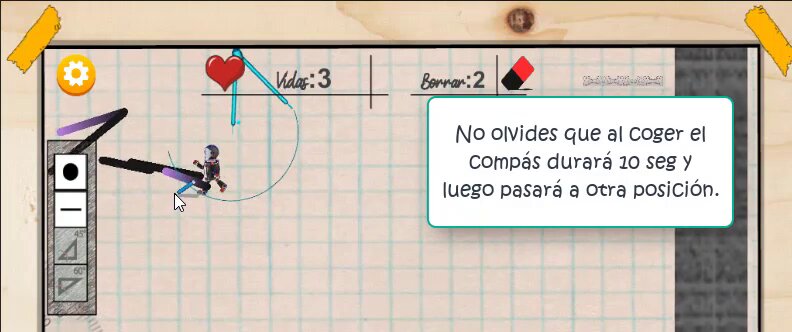 Vidas:3
Borrar:2
No olvides que al coger el
compás durará 10 seg y
luego pasará a otra posición.
45°
60°